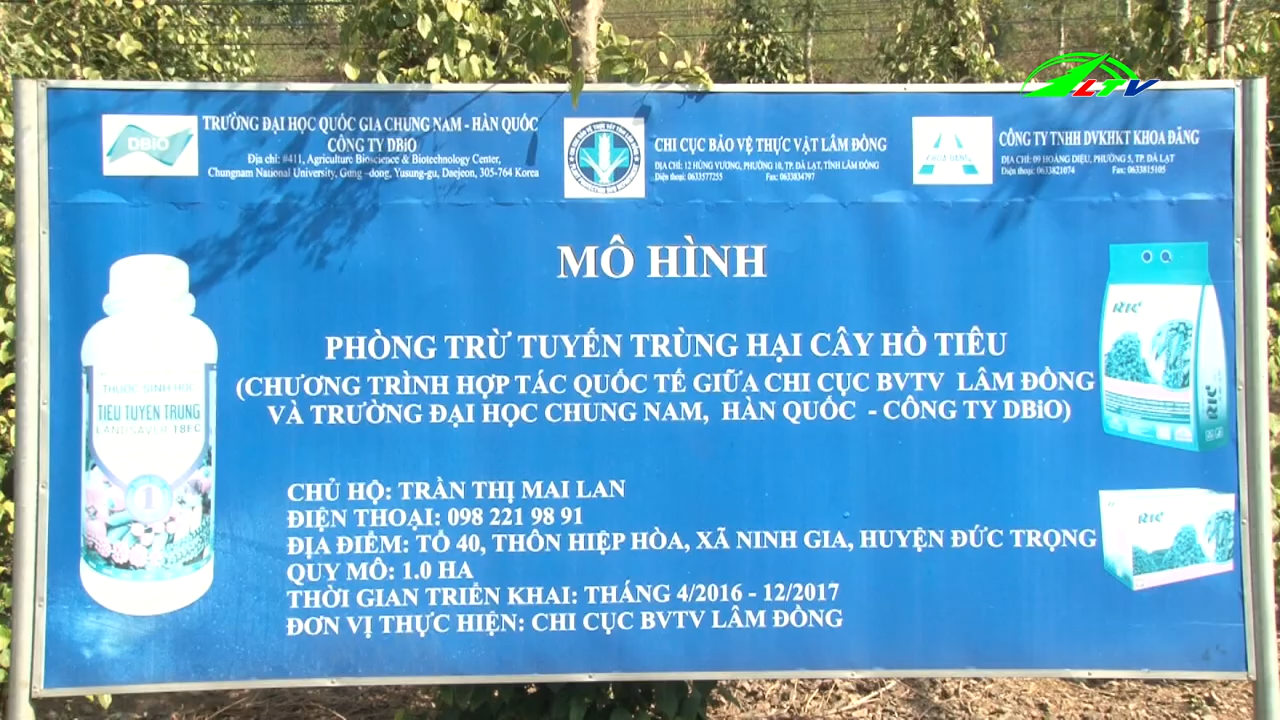 LTV
DBiO
TRƯỜNG ĐẠI HỌC QUỐC GIA CHUNG NAM - HÀN QUỐC
CÔNG TY DBiO
Địa chỉ: #411, Agriculture Bioscience & Biotechnology Center,
Chungnam National University, Gung –dong, Yusung-gu, Daejeon, 305-764 Korea
CHI CỤC BẢO VỆ THỰC VẬT LÂM ĐỒNG
ĐỊA CHỈ: 12 HÙNG VƯƠNG, PHƯỜNG 10, TP. ĐÀ LẠT, TỈNH LÂM ĐỒNG
Điện thoại: 0633577255 Fax: 0633834797
KHOA ĐĂNG
CÔNG TY TNHH DVKHKT KHOA ĐĂNG
ĐỊA CHỈ: 09 HOÀNG DIỆU, PHƯỜNG 5, TP. ĐÀ LẠT
Điện thoại: 0633821074 Fax: 0633815105
MÔ HÌNH
PHÒNG TRỪ TUYẾN TRÙNG HẠI CÂY HỒ TIÊU
(CHƯƠNG TRÌNH HỢP TÁC QUỐC TẾ GIỮA CHI CỤC BVTV LÂM ĐỒNG
VÀ TRƯỜNG ĐẠI HỌC CHUNG NAM, HÀN QUỐC - CÔNG TY DBiO)
CHỦ HỘ: TRẦN THỊ MAI LAN
ĐIỆN THOẠI: 098 221 98 91
ĐỊA ĐIỂM: TỔ 40, THÔN HIỆP HÒA, XÃ NINH GIA, HUYỆN ĐỨC TRỌNG
QUY MÔ: 1.0 HA
THỜI GIAN TRIỂN KHAI: THÁNG 4/2016 - 12/2017
ĐƠN VỊ THỰC HIỆN: CHI CỤC BVTV LÂM ĐỒNG
THUỐC SINH HỌC
TIÊU TUYẾN TRÙNG
LANDSAVER 18EC
1
RIC
RIC
RIC